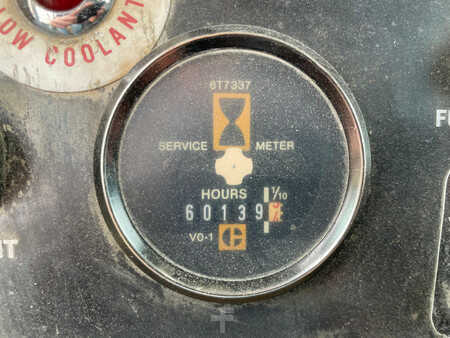 LOW COOLANT
6T7337
SERVICE METER
HOURS
1/10
60139
VO-1